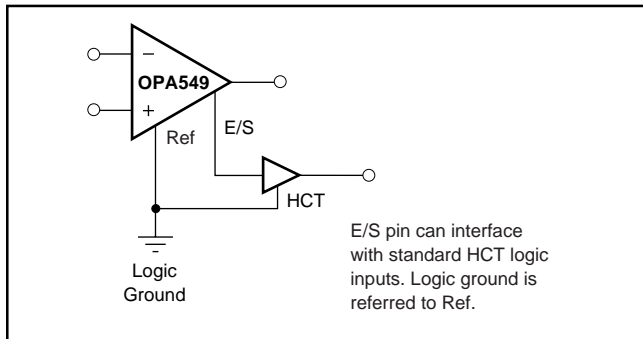 −
OPA549
+
Ref
E/S
HCT
Logic
Ground
E/S pin can interface
with standard HCT logic
inputs. Logic ground is
referred to Ref.